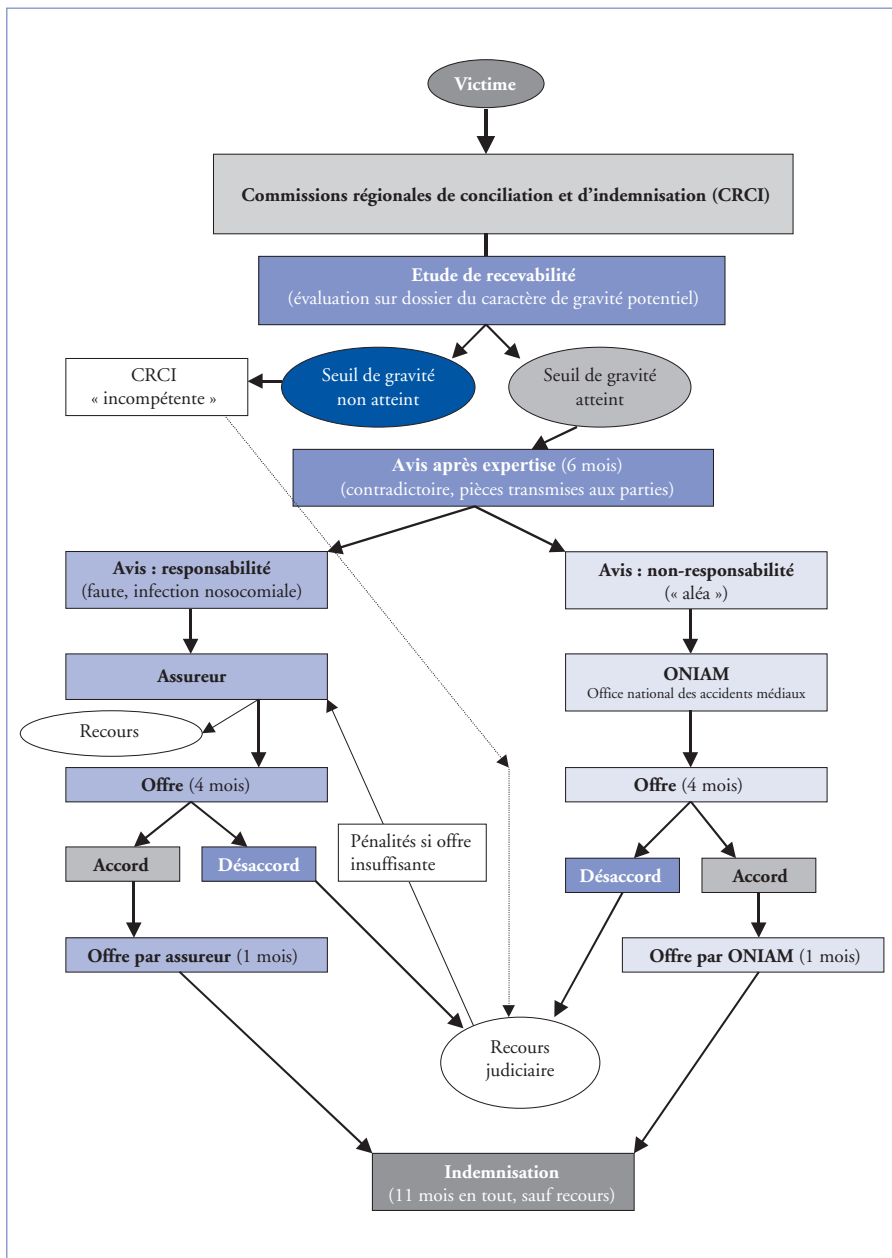 Victime
Commissions régionales de conciliation et d'indemnisation (CRCI)
Etude de recevabilité
(évaluation sur dossier du caractère de gravité potentiel)
CRCI
« incompétente »
Seuil de gravité
non atteint
Seuil de gravité
atteint
Avis après expertise (6 mois)
(contradictoire, pièces transmises aux parties)
Avis : responsabilité
(faute, infection nosocomiale)
Avis : non-responsabilité
(« aléa »)
Assureur
ONIAM
Office national des accidents médiaux
Recours
Offre (4 mois)
Offre (4 mois)
Pénalités si offre
insuffisante
Accord
Désaccord
Désaccord
Accord
Offre par assureur (1 mois)
Offre par ONIAM (1 mois)
Recours
judiciaire
Indemnisation
(11 mois en tout, sauf recours)